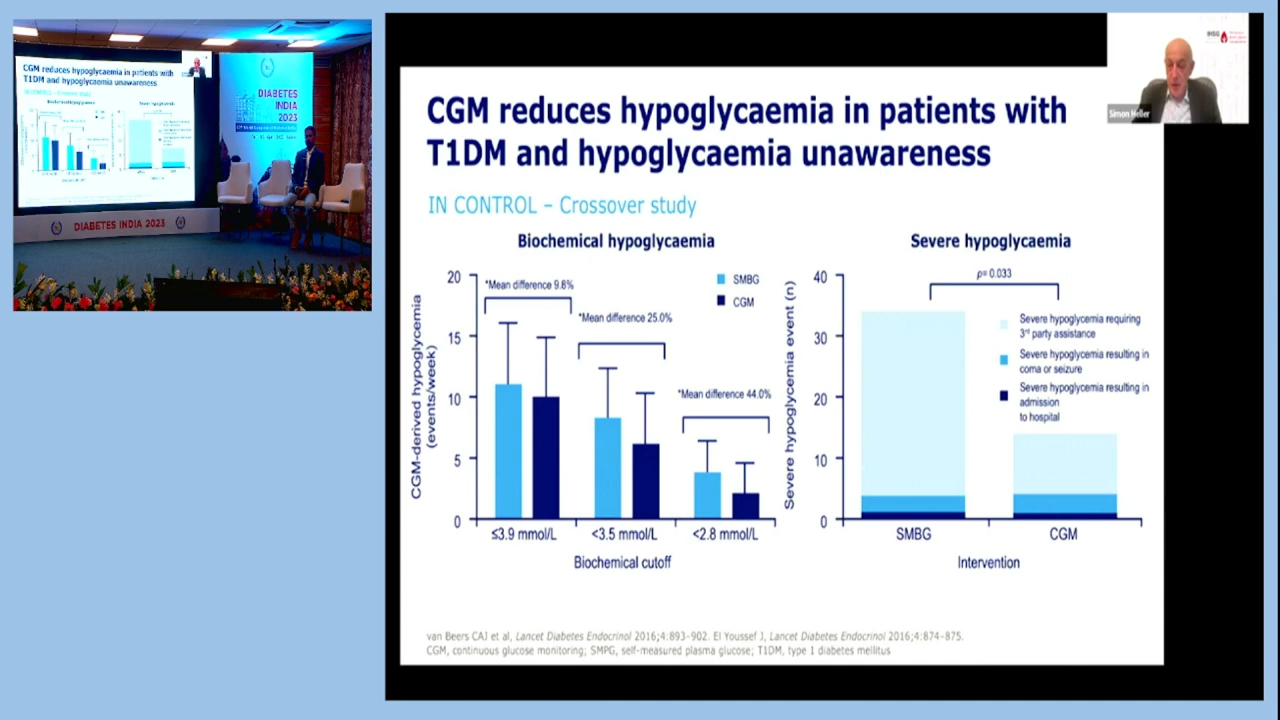 CGM reduces hypoglycaemia in patients with
T1DM and hypoglycaemia unawareness
DIABETES
INDIA
2023
DIABETES INDIA 2023
IHSG
Simon Heller
CGM reduces hypoglycaemia in patients with
T1DM and hypoglycaemia unawareness
IN CONTROL – Crossover study
Biochemical hypoglycaemia
CGM-derived hypoglycemia
(events/week)
20
15
10
5
0
*Mean difference 9.8%
*Mean difference 25.0%
*Mean difference 44.0%
SMBG
CGM
≤3.9 mmol/L
<3.5 mmol/L
<2.8 mmol/L
Biochemical cutoff
Severe hypoglycaemia
Severe hypoglycemia event (n)
40
30
20
10
0
p= 0.033
Severe hypoglycemia requiring
3rd party assistance
Severe hypoglycemia resulting in
coma or seizure
Severe hypoglycemia resulting in
admission
to hospital
SMBG
CGM
Intervention
van Beers CAJ et al, Lancet Diabetes Endocrinol 2016;4:893–902. El Youssef J, Lancet Diabetes Endocrinol 2016;4:874–875.
CGM, continuous glucose monitoring; SMPG, self-measured plasma glucose; T1DM, type 1 diabetes mellitus